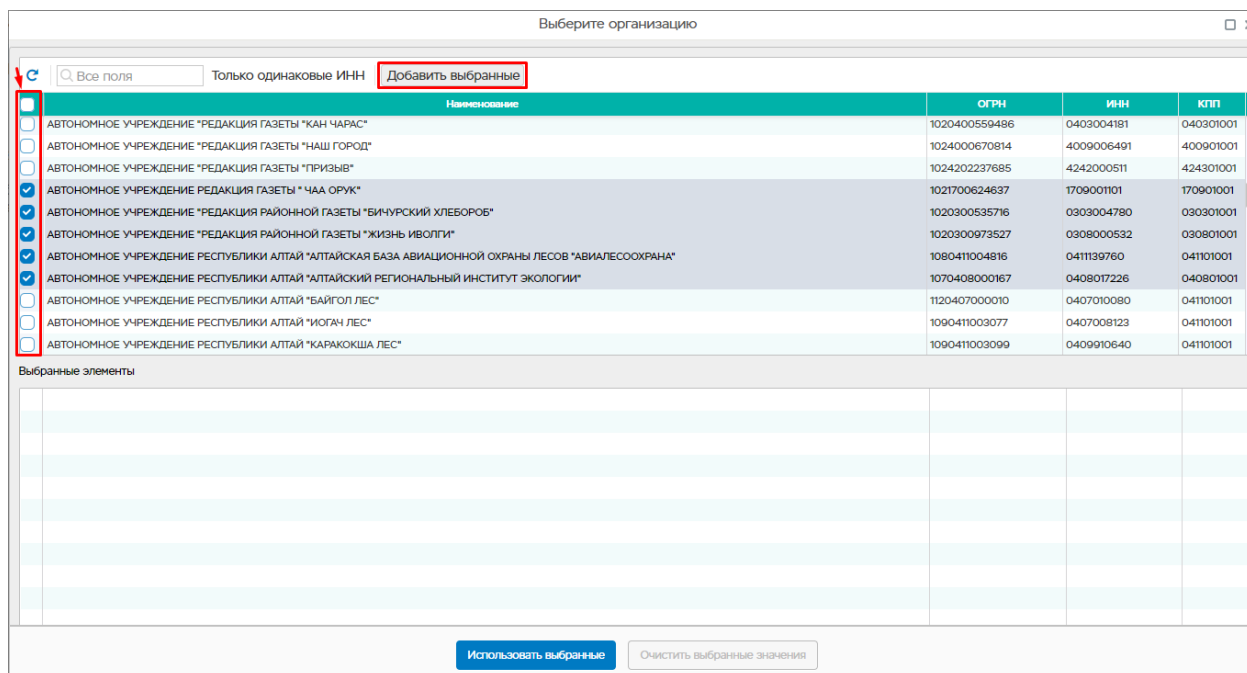 Выберите организацию
Все поля Только одинаковые ИНН Добавить выбранные
Наименование ОГРН ИНН КПП
АВТОНОМНОЕ УЧРЕЖДЕНИЕ "РЕДАКЦИЯ ГАЗЕТЫ "КАН ЧАРАС" 1020400559486 0403004181 040301001
АВТОНОМНОЕ УЧРЕЖДЕНИЕ "РЕДАКЦИЯ ГАЗЕТЫ "НАШ ГОРОД" 1024000670814 4009006491 400901001
АВТОНОМНОЕ УЧРЕЖДЕНИЕ "РЕДАКЦИЯ ГАЗЕТЫ "ПРИЗЫВ" 1024202237685 4242000511 424301001
АВТОНОМНОЕ УЧРЕЖДЕНИЕ РЕДАКЦИЯ ГАЗЕТЫ " ЧАА ОРУК" 1021700624637 1709001101 170901001
АВТОНОМНОЕ УЧРЕЖДЕНИЕ "РЕДАКЦИЯ РАЙОННОЙ ГАЗЕТЫ "БИЧУРСКИЙ ХЛЕБОРОБ" 1020300535716 0303004780 030301001
АВТОНОМНОЕ УЧРЕЖДЕНИЕ "РЕДАКЦИЯ РАЙОННОЙ ГАЗЕТЫ "ЖИЗНЬ ИВОЛГИ" 1020300973527 0308000532 030801001
АВТОНОМНОЕ УЧРЕЖДЕНИЕ РЕСПУБЛИКИ АЛТАЙ "АЛТАЙСКАЯ БАЗА АВИАЦИОННОЙ ОХРАНЫ ЛЕСОВ "АВИАЛЕСООХРАНА" 1080411004816 0411139760 041101001
АВТОНОМНОЕ УЧРЕЖДЕНИЕ РЕСПУБЛИКИ АЛТАЙ "АЛТАЙСКИЙ РЕГИОНАЛЬНЫЙ ИНСТИТУТ ЭКОЛОГИИ" 1070408000167 0408017226 040801001
АВТОНОМНОЕ УЧРЕЖДЕНИЕ РЕСПУБЛИКИ АЛТАЙ "БАЙГОЛ ЛЕС" 1120407000010 0407010080 041101001
АВТОНОМНОЕ УЧРЕЖДЕНИЕ РЕСПУБЛИКИ АЛТАЙ "ИОГАЧ ЛЕС" 1090411003077 0407008123 041101001
АВТОНОМНОЕ УЧРЕЖДЕНИЕ РЕСПУБЛИКИ АЛТАЙ "КАРАКОКША ЛЕС" 1090411003099 0409910640 041101001
Выбранные элементы
Использовать выбранные Очистить выбранные значения